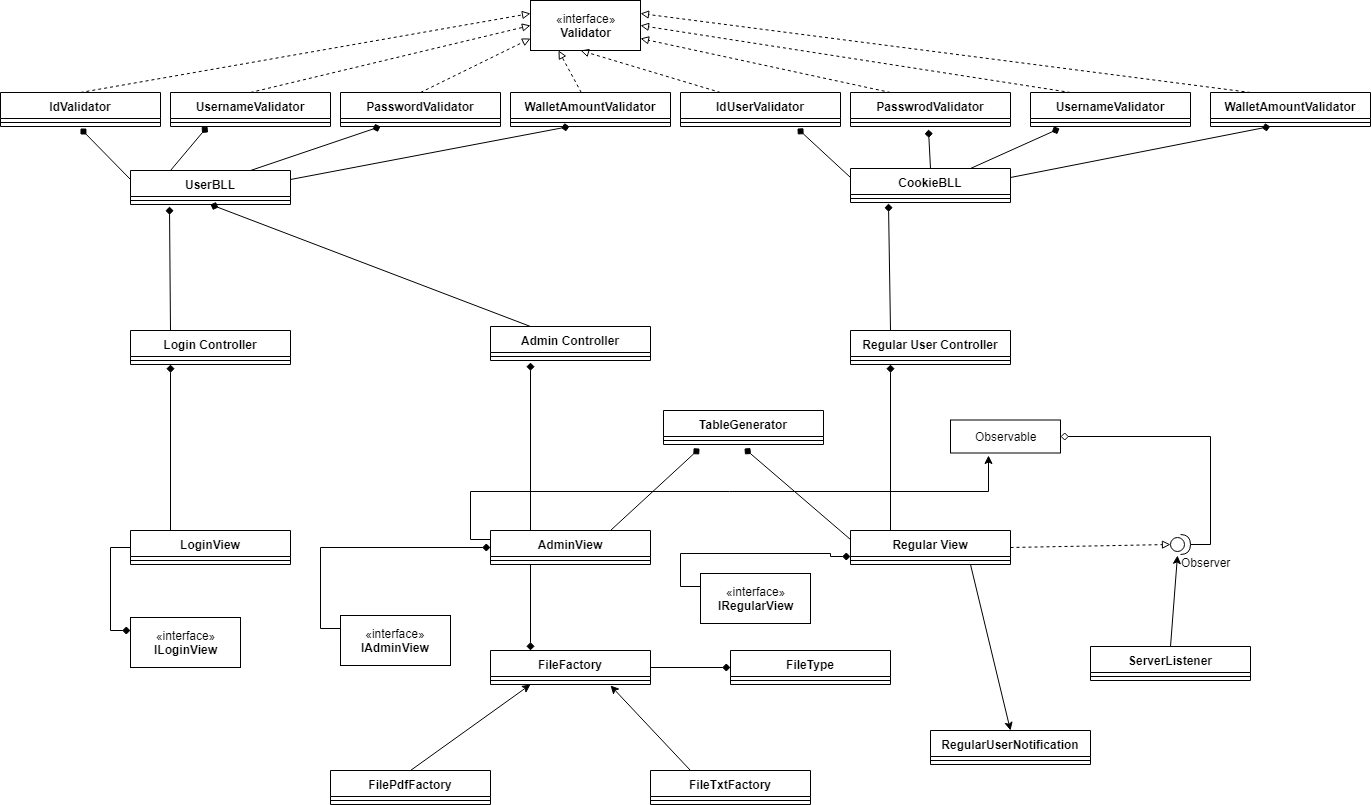 «interface»
Validator
IdValidator
UsernameValidator
PasswordValidator
WalletAmountValidator
IdUserValidator
PasswrodValidator
UsernameValidator
WalletAmountValidator
UserBLL
CookieBLL
Login Controller
Admin Controller
Regular User Controller
TableGenerator
Observable
LoginView
AdminView
Regular View
Observer
«interface»
IRegularView
«interface»
ILoginView
«interface»
IAdminView
FileFactory
FileType
ServerListener
RegularUserNotification
FilePdfFactory
FileTxtFactory